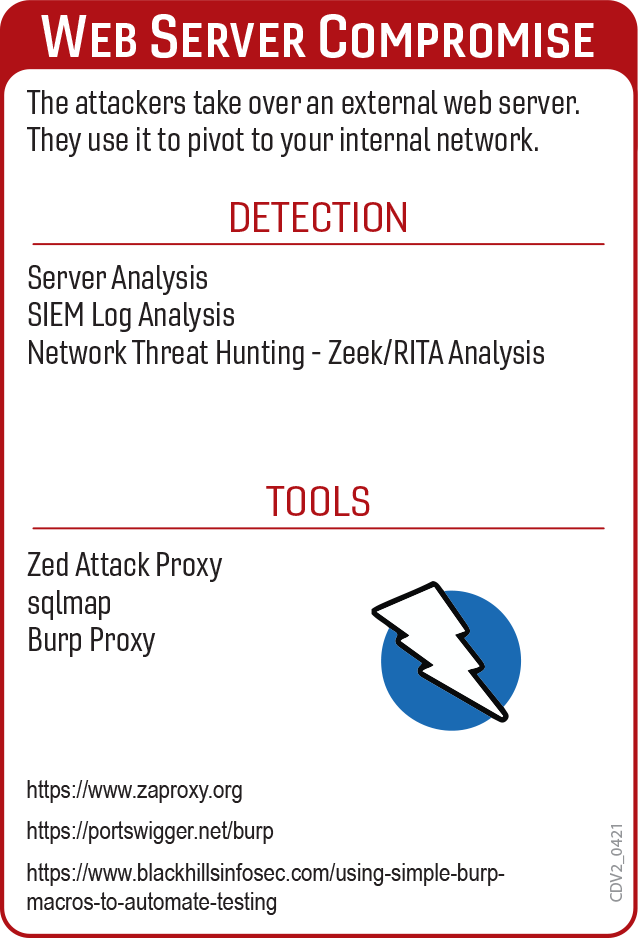 WEB SERVER COMPROMISE
The attackers take over an external web server.
They use it to pivot to your internal network.
DETECTION
Server Analysis
SIEM Log Analysis
Network Threat Hunting - Zeek/RITA Analysis
TOOLS
Zed Attack Proxy
sqlmap
Burp Proxy
https://www.zaproxy.org
https://portswigger.net/burp
https://www.blackhillsinfosec.com/using-simple-burp-
macros-to-automate-testing
CDV2_0421